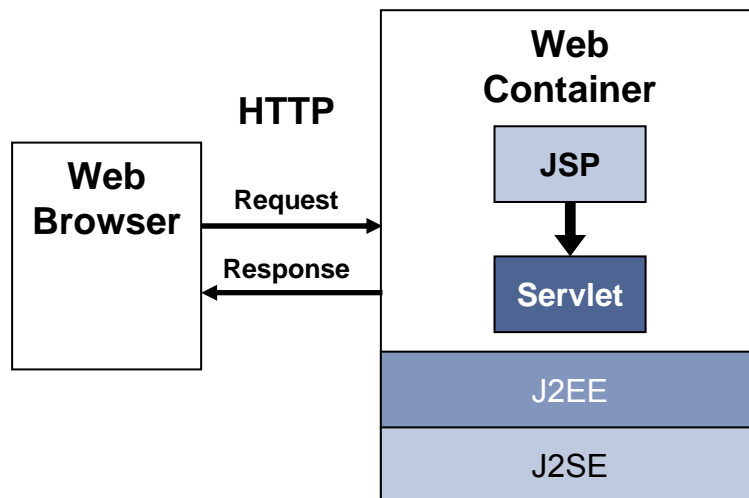 Web
Browser
HTTP
Request
Response
Web
Container
JSP
Servlet
J2EE
J2SE